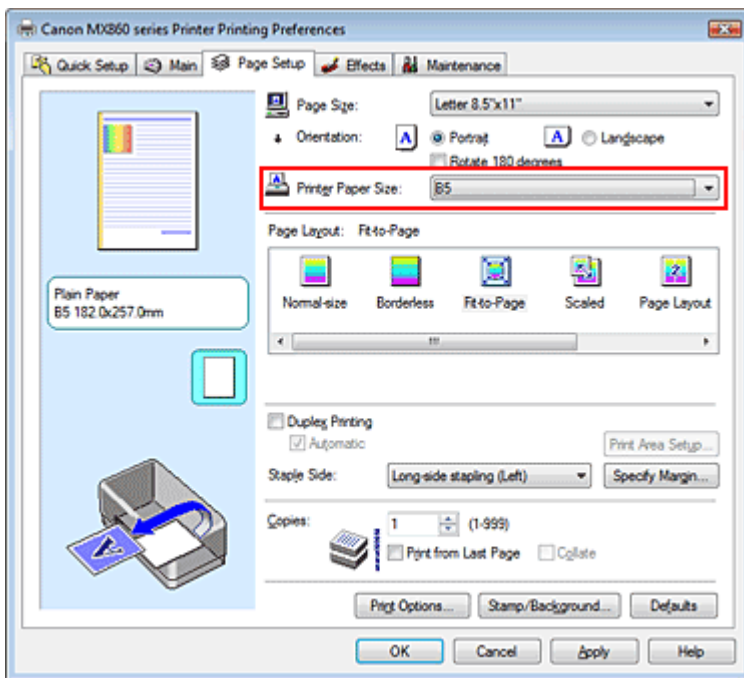 Canon MX860 series Printer Printing Preferences
Quick Setup Main Page Setup Effects Maintenance
Page Size: Letter 8.5"x11"
Orientation: A Portrait A Landscape
Rotate 180 degrees
Printer Paper Size: B5
Page Layout: Fit-to-Page
Normal-size Borderless Fit-to-Page Scaled Page Layout
Plain Paper
B5 182.0x257.0mm
Duplex Printing
Automatic
Print Area Setup...
Staple Side: Long-side stapling (Left) Specify Margin...
Copies: 1 (1-999)
Print from Last Page Collate
Print Options... Stamp/Background... Defaults
OK Cancel Apply Help